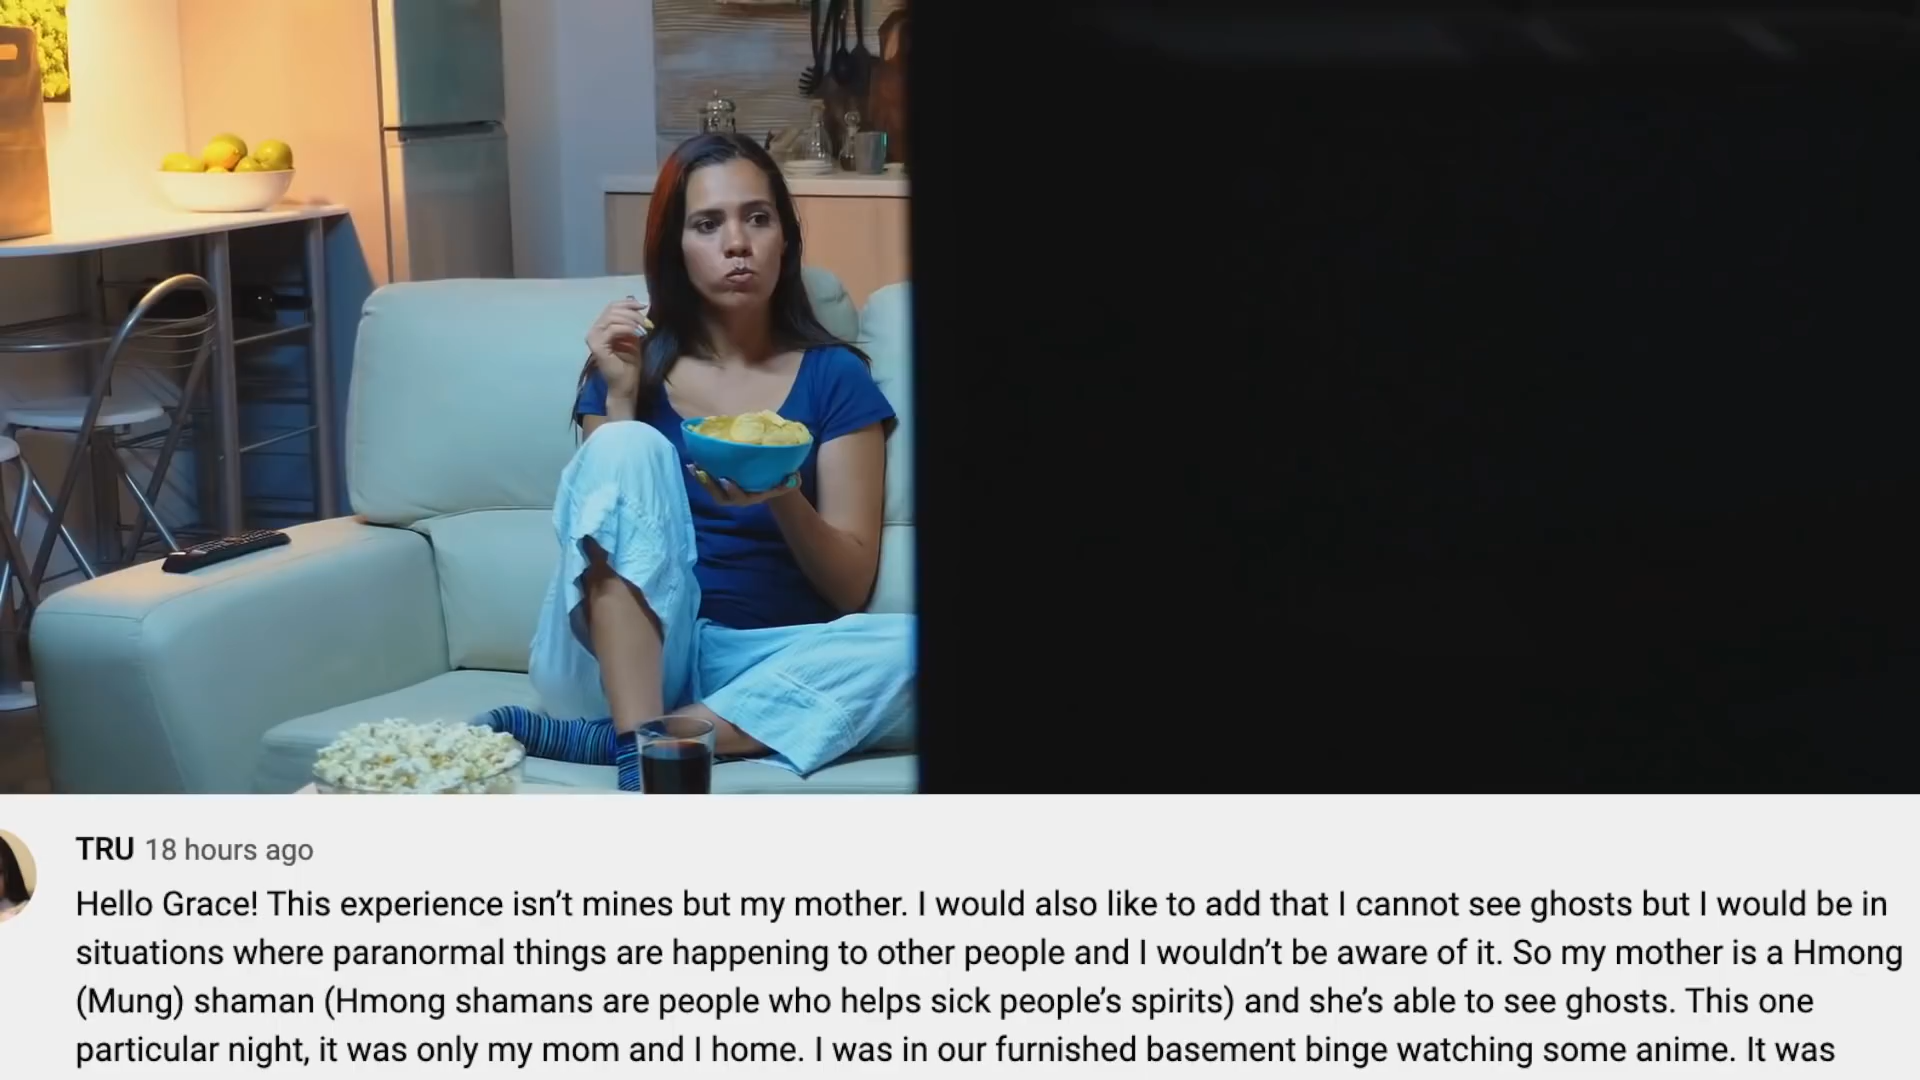 TRU 18 hours ago
Hello Grace! This experience isn’t mines but my mother. I would also like to add that I cannot see ghosts but I would be in
situations where paranormal things are happening to other people and I wouldn’t be aware of it. So my mother is a Hmong
(Mung) shaman (Hmong shamans are people who helps sick people’s spirits) and she’s able to see ghosts. This one
particular night, it was only my mom and I home. I was in our furnished basement binge watching some anime. It was